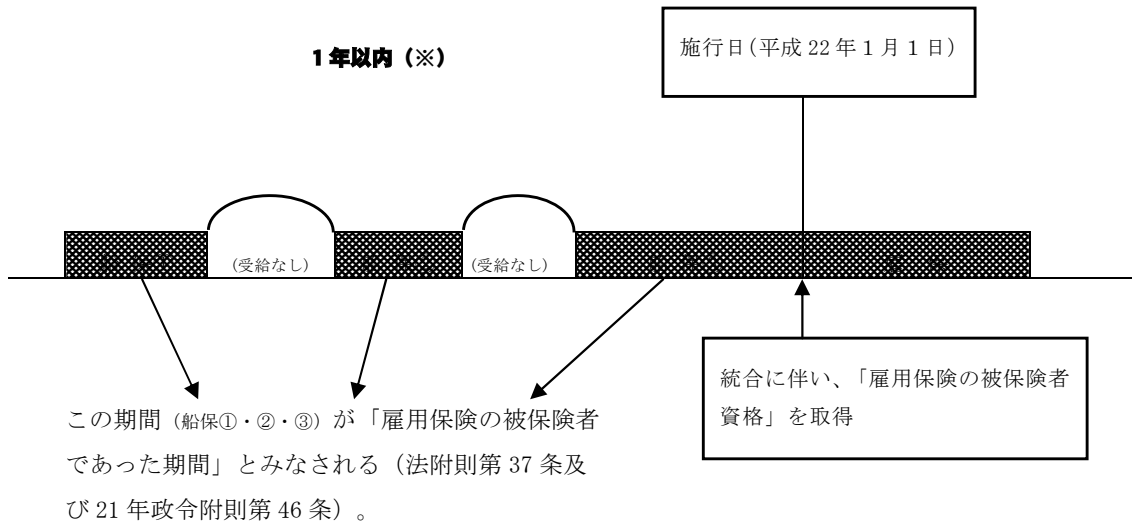 1年以内（※）
施行日（平成22年1月1日）
（受給なし）
（受給なし）
統合に伴い、「雇用保険の被保険者
資格」を取得
この期間（船保①・②・③）が「雇用保険の被保険者
であった期間」とみなされる（法附則第37条及
び21年政令附則第46条）。